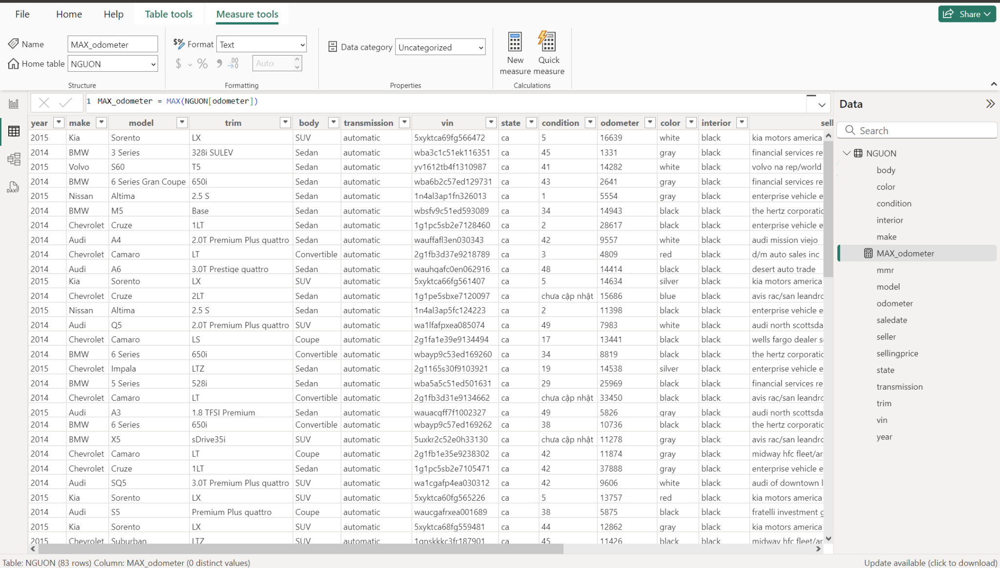 File Home Help Table tools Measure tools Share
Name MAX_odometer $% Format Text Data category Uncategorized New measure Quick measure
Home table NGUON $ % 9 .00 Auto
Structure Formatting Properties Calculations
1 MAX_odometer = MAX(NGUON[odometer])
year make model trim body transmission vin state condition odometer color interior sell
2015 Kia Sorento LX SUV automatic 5xyktca69fg566472 ca 5 16639 white black kia motors america
2014 BMW 3 Series 328i SULEV Sedan automatic wba3c1c51ek116351 ca 45 1331 gray black financial services re
2015 Volvo S60 T5 Sedan automatic yv1612tb4f1310987 ca 41 14282 white black volvo na rep/world
2014 BMW 6 Series Gran Coupe 650i Sedan automatic wba6b2c57ed129731 ca 43 2641 gray black financial services re
2015 Nissan Altima 2.5 S Sedan automatic 1n4al3ap1fn326013 ca 1 5554 gray black enterprise vehicle e
2014 BMW M5 Base Sedan automatic wbsfv9c51ed593089 ca 34 14943 black black the hertz corporatic
2014 Chevrolet Cruze 1LT Sedan automatic 1g1pc5sb2e7128460 ca 2 28617 black black enterprise vehicle e
2014 Audi A4 2.0T Premium Plus quattro Sedan automatic wauffafl3en030343 ca 42 9557 white black audi mission viejo
2014 Chevrolet Camaro LT Convertible automatic 2g1fb3d37e9218789 ca 3 4809 red black d/m auto sales inc
2014 Audi A6 3.0T Prestige quattro Sedan automatic wauhgafc0en062916 ca 48 14414 black black desert auto trade
2015 Kia Sorento LX SUV automatic 5xyktca66fg561407 ca 5 14634 silver black kia motors america
2014 Chevrolet Cruze 2LT Sedan automatic 1g1pe5sbxe7120097 ca chưa cập nhật 15686 blue black avis rac/san leandro
2015 Nissan Altima 2.5 S Sedan automatic 1n4al3ap5fc124223 ca 2 11398 black black enterprise vehicle e
2014 Audi Q5 2.0T Premium Plus quattro SUV automatic wa1lfafpxea085074 ca 49 7983 white black audi north scottsda
2014 Chevrolet Camaro LS Coupe automatic 2g1fa1e39e9134494 ca 17 13441 black black wells fargo dealer s
2014 BMW 6 Series 650i Convertible automatic wbayp9c53ed169260 ca 34 8819 black black the hertz corporatic
2015 Chevrolet Impala LTZ Sedan automatic 2g1165s30f9103921 ca 19 14538 silver black enterprise vehicle e
2014 BMW 5 Series 528i Sedan automatic wba5a5c51ed501631 ca 29 25969 black black financial services re
2014 Chevrolet Camaro LT Convertible automatic 2g1fb3d31e9134662 ca chưa cập nhật 33450 black black avis rac/san leandro
2015 Audi A3 1.8 TFSI Premium Sedan automatic wauacgff7f1002327 ca 49 5826 gray black audi north scottsda
2014 BMW 6 Series 650i Convertible automatic wbayp9c57ed169262 ca 38 10736 black black the hertz corporatic
2014 BMW X5 sDrive35i SUV automatic 5uxkr2c52e0h33130 ca chưa cập nhật 11278 gray black avis rac/san leandro
2014 Chevrolet Camaro LT Coupe automatic 2g1fb1e35e9238302 ca 42 11874 gray black midway hfc fleet/ar
2014 Chevrolet Cruze 1LT Sedan automatic 1g1pc5sb2e7105471 ca 42 37888 gray black enterprise vehicle e
2014 Audi SQ5 3.0T Premium Plus quattro SUV automatic wa1cgafp4ea030312 ca 42 9606 white black audi of downtown l
2015 Kia Sorento LX SUV automatic 5xyktca60fg565226 ca 5 13757 red black kia motors america
2014 Audi S5 Premium Plus quattro Coupe automatic waucgafrxea001689 ca 38 5875 black black fratelli investment g
2015 Kia Sorento LX SUV automatic 5xyktca68fg559481 ca 44 12862 gray black kia motors america
2015 Chevrolet Suburban LTZ SUV automatic 1gnskkkc3fr187901 ca 45 11426 black black midway hfc fleet/ar
Table: NGUON (83 rows) Column: MAX_odometer (0 distinct values)
DAX
Data
Search
NGUON
body
color
condition
interior
make
MAX_odometer
mmr
model
odometer
saledate
seller
sellingprice
state
transmission
trim
vin
year
Update available (click to download)